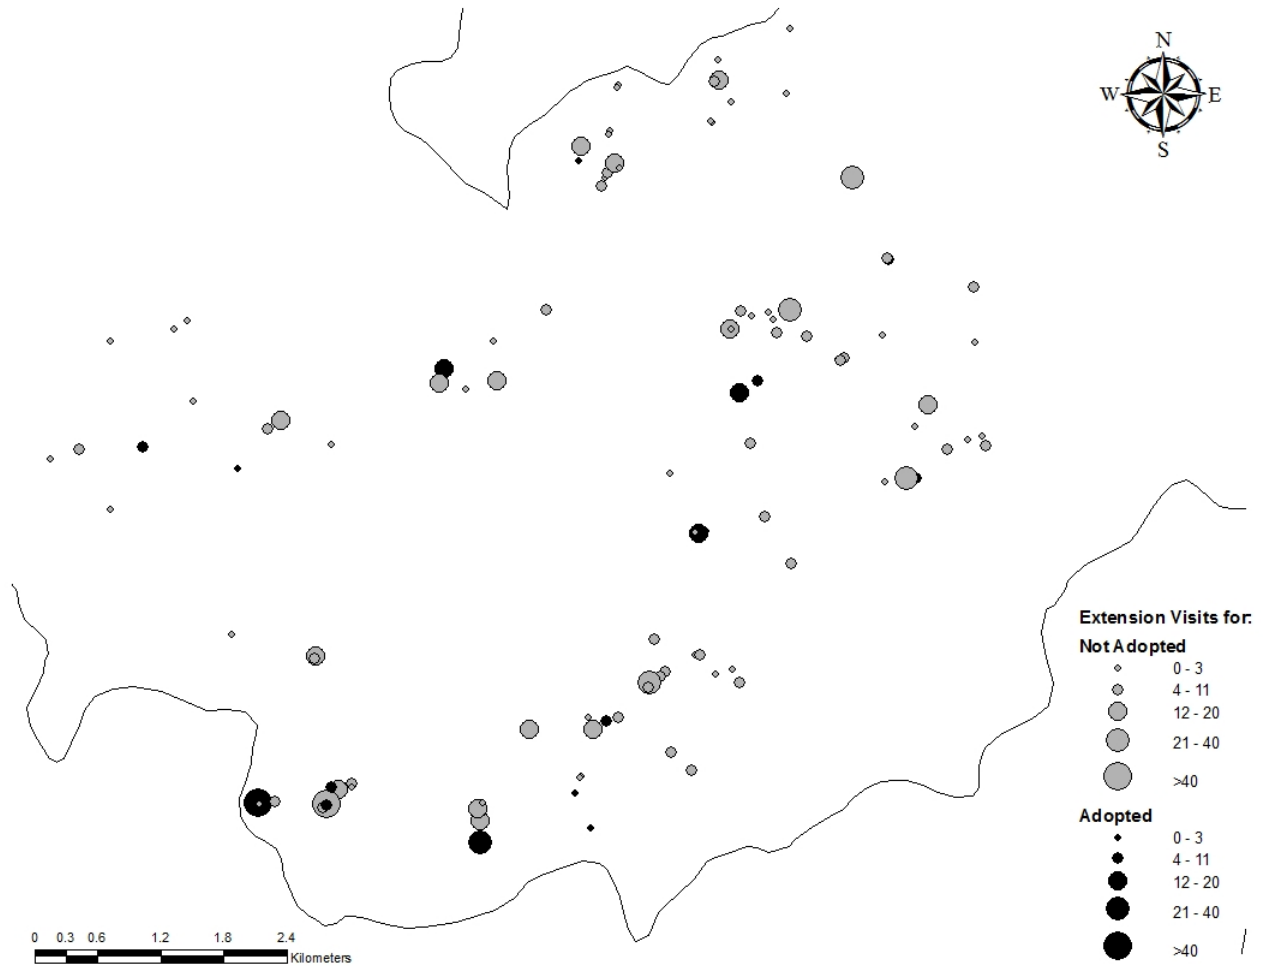 N
W E
S
Extension Visits for:
Not Adopted
0 - 3
4 - 11
12 - 20
21 - 40
>40
Adopted
0 - 3
4 - 11
12 - 20
21 - 40
>40
0 0.3 0.6 1.2 1.8 2.4
Kilometers